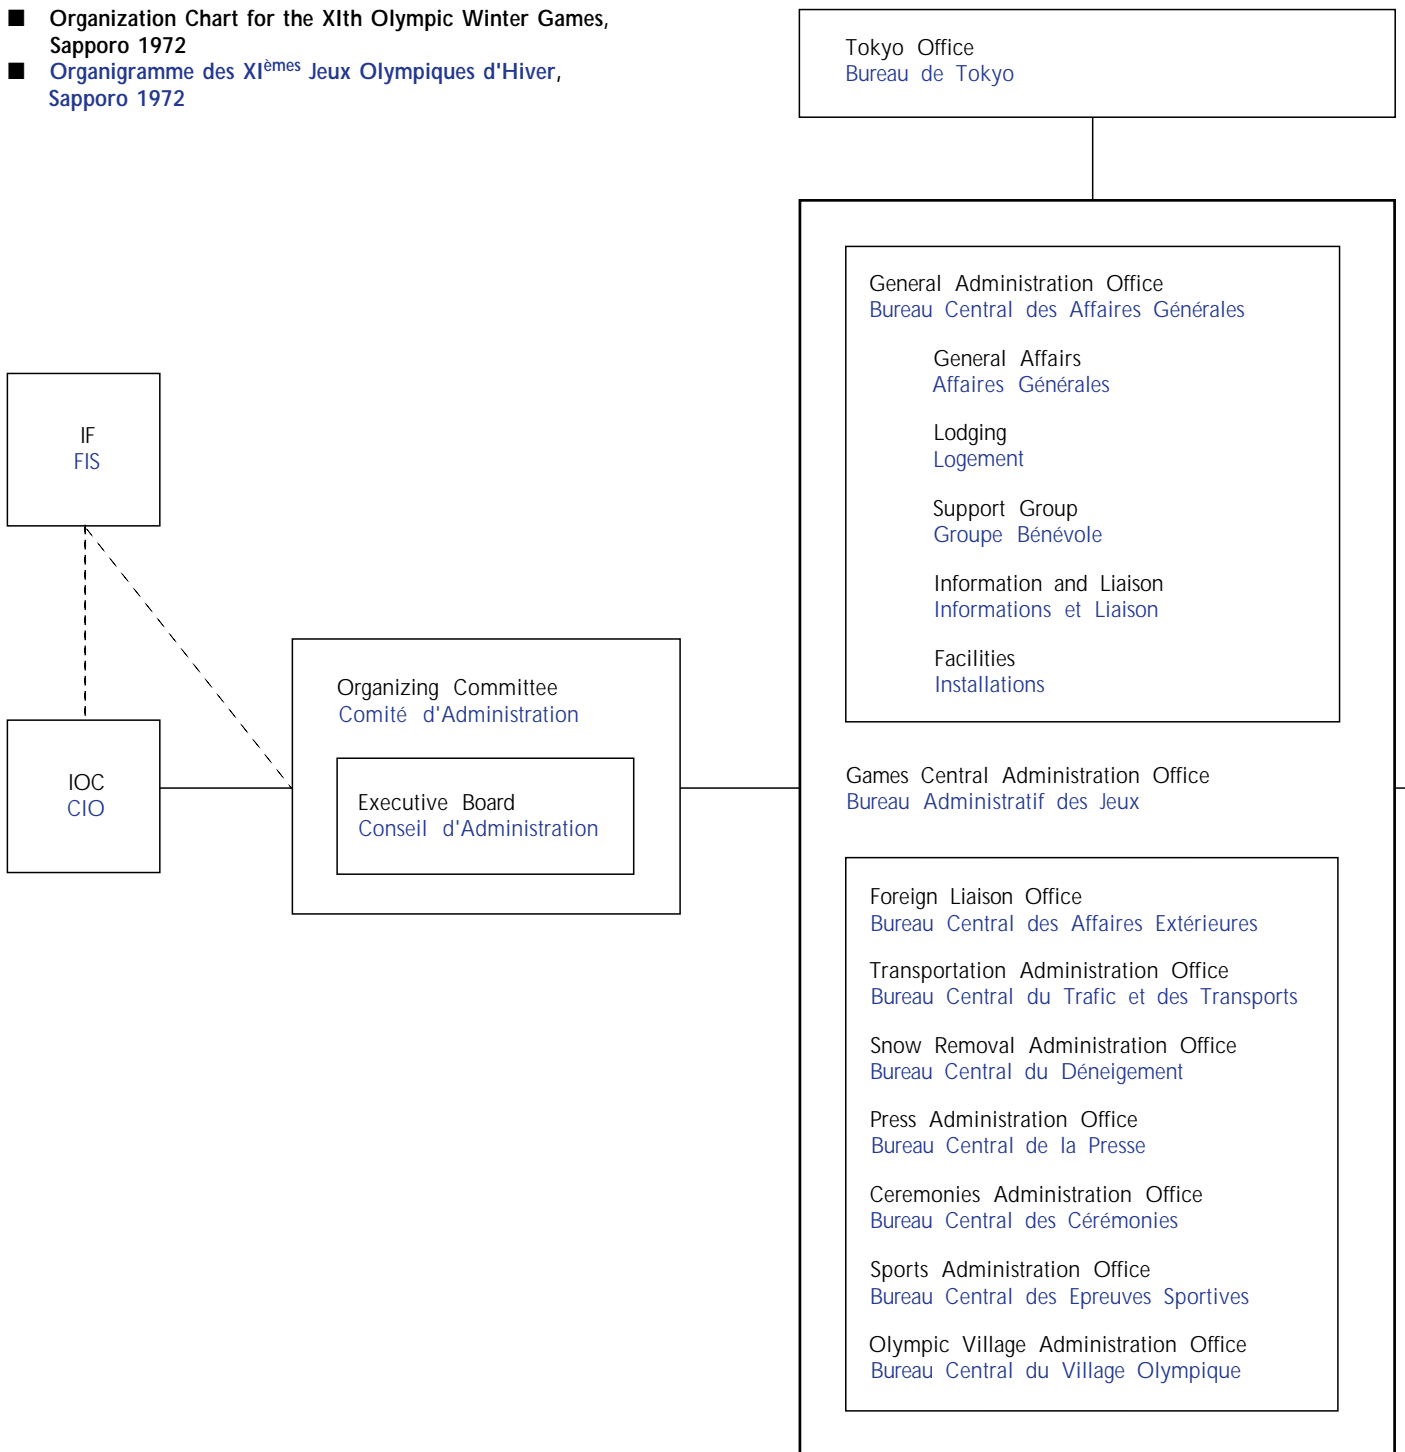 ■ Organization Chart for the XIth Olympic Winter Games,
Sapporo 1972
■ Organigramme des XIèmes Jeux Olympiques d'Hiver,
Sapporo 1972
Tokyo Office
Bureau de Tokyo
General Administration Office
Bureau Central des Affaires Générales
General Affairs
Affaires Générales
Lodging
Logement
Support Group
Groupe Bénévole
Information and Liaison
Informations et Liaison
Facilities
Installations
IF
FIS
IOC
CIO
Organizing Committee
Comité d'Administration
Executive Board
Conseil d'Administration
Games Central Administration Office
Bureau Administratif des Jeux
Foreign Liaison Office
Bureau Central des Affaires Extérieures
Transportation Administration Office
Bureau Central du Trafic et des Transports
Snow Removal Administration Office
Bureau Central du Déneigement
Press Administration Office
Bureau Central de la Presse
Ceremonies Administration Office
Bureau Central des Cérémonies
Sports Administration Office
Bureau Central des Epreuves Sportives
Olympic Village Administration Office
Bureau Central du Village Olympique